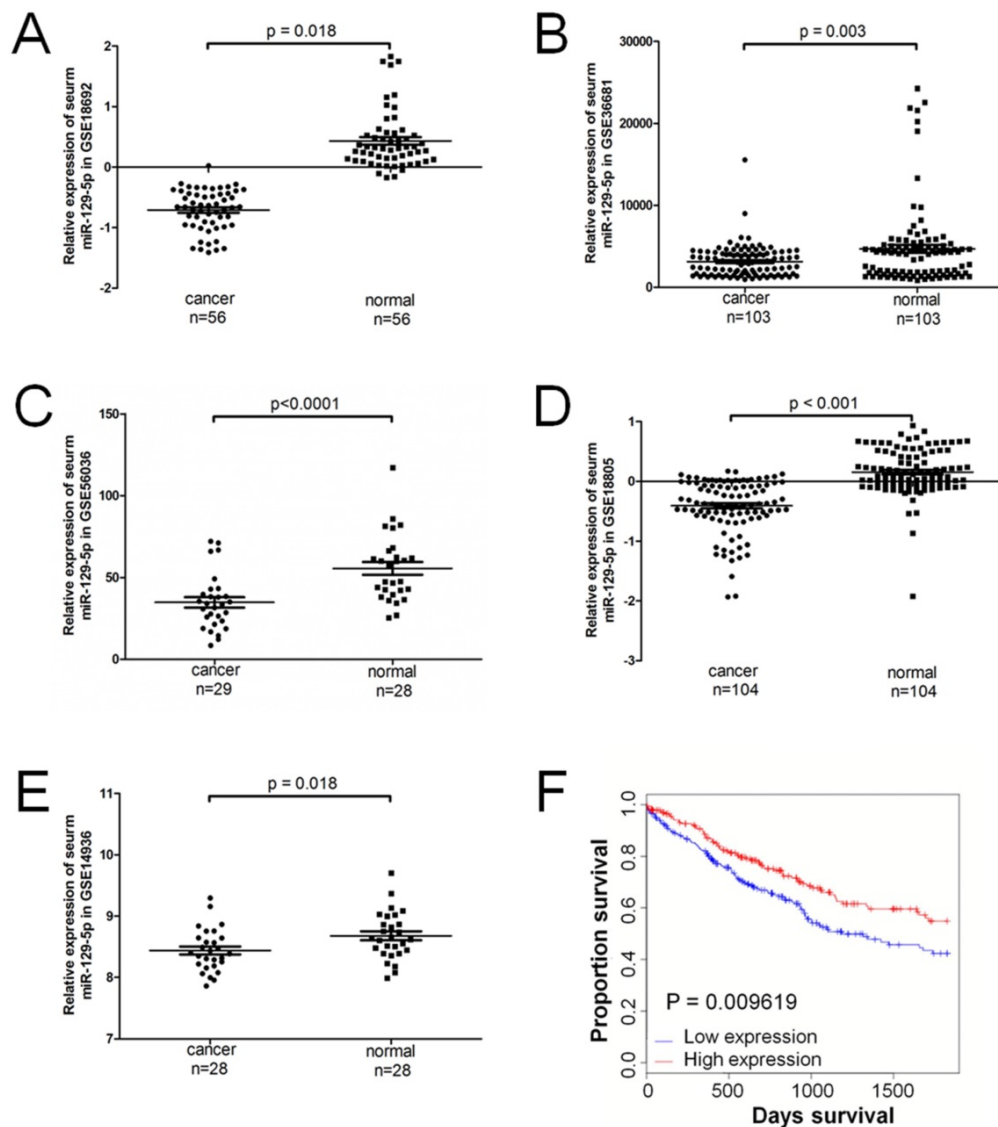 A
p = 0.018
Relative expression of seurm
miR-129-5p in GSE18692
2
1
0
-1
-2
cancer
n=56
normal
n=56
B
p = 0.003
Relative expression of seurm
miR-129-5p in GSE36681
30000
20000
10000
0
cancer
n=103
normal
n=103
C
p<0.0001
Relative expression of seurm
miR-129-5p in GSE56036
150
100
50
0
cancer
n=29
normal
n=28
D
p < 0.001
Relative expression of seurm
miR-129-5p in GSE18805
1
0
-1
-2
-3
cancer
n=104
normal
n=104
E
p = 0.018
Relative expression of seurm
miR-129-5p in GSE14936
11
10
9
8
7
cancer
n=28
normal
n=28
F
Proportion survival
1.0
0.8
0.6
0.4
0.2
0.0
P = 0.009619
Low expression
High expression
0 500 1000 1500
Days survival